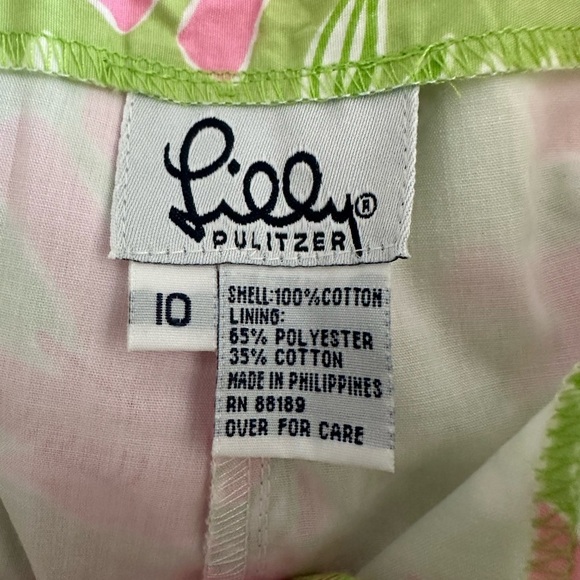 Lilly®
PULITZER
10
SHELL:100%COTTON
LINING:
65% POLYESTER
35% COTTON
MADE IN PHILIPPINES
RN 88189
OVER FOR CARE